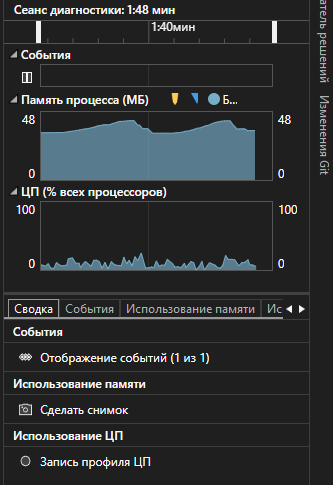 Сеанс диагностики: 1:48 мин
1:40мин
События
Память процесса (МБ)
Б...
48
48
0
0
ЦП (% всех процессоров)
100
100
0
0
Сводка
События
Использование памяти
Ис
События
Отображение событий (1 из 1)
Использование памяти
Сделать снимок
Использование ЦП
Запись профиля ЦП
атель решений
Изменения Git